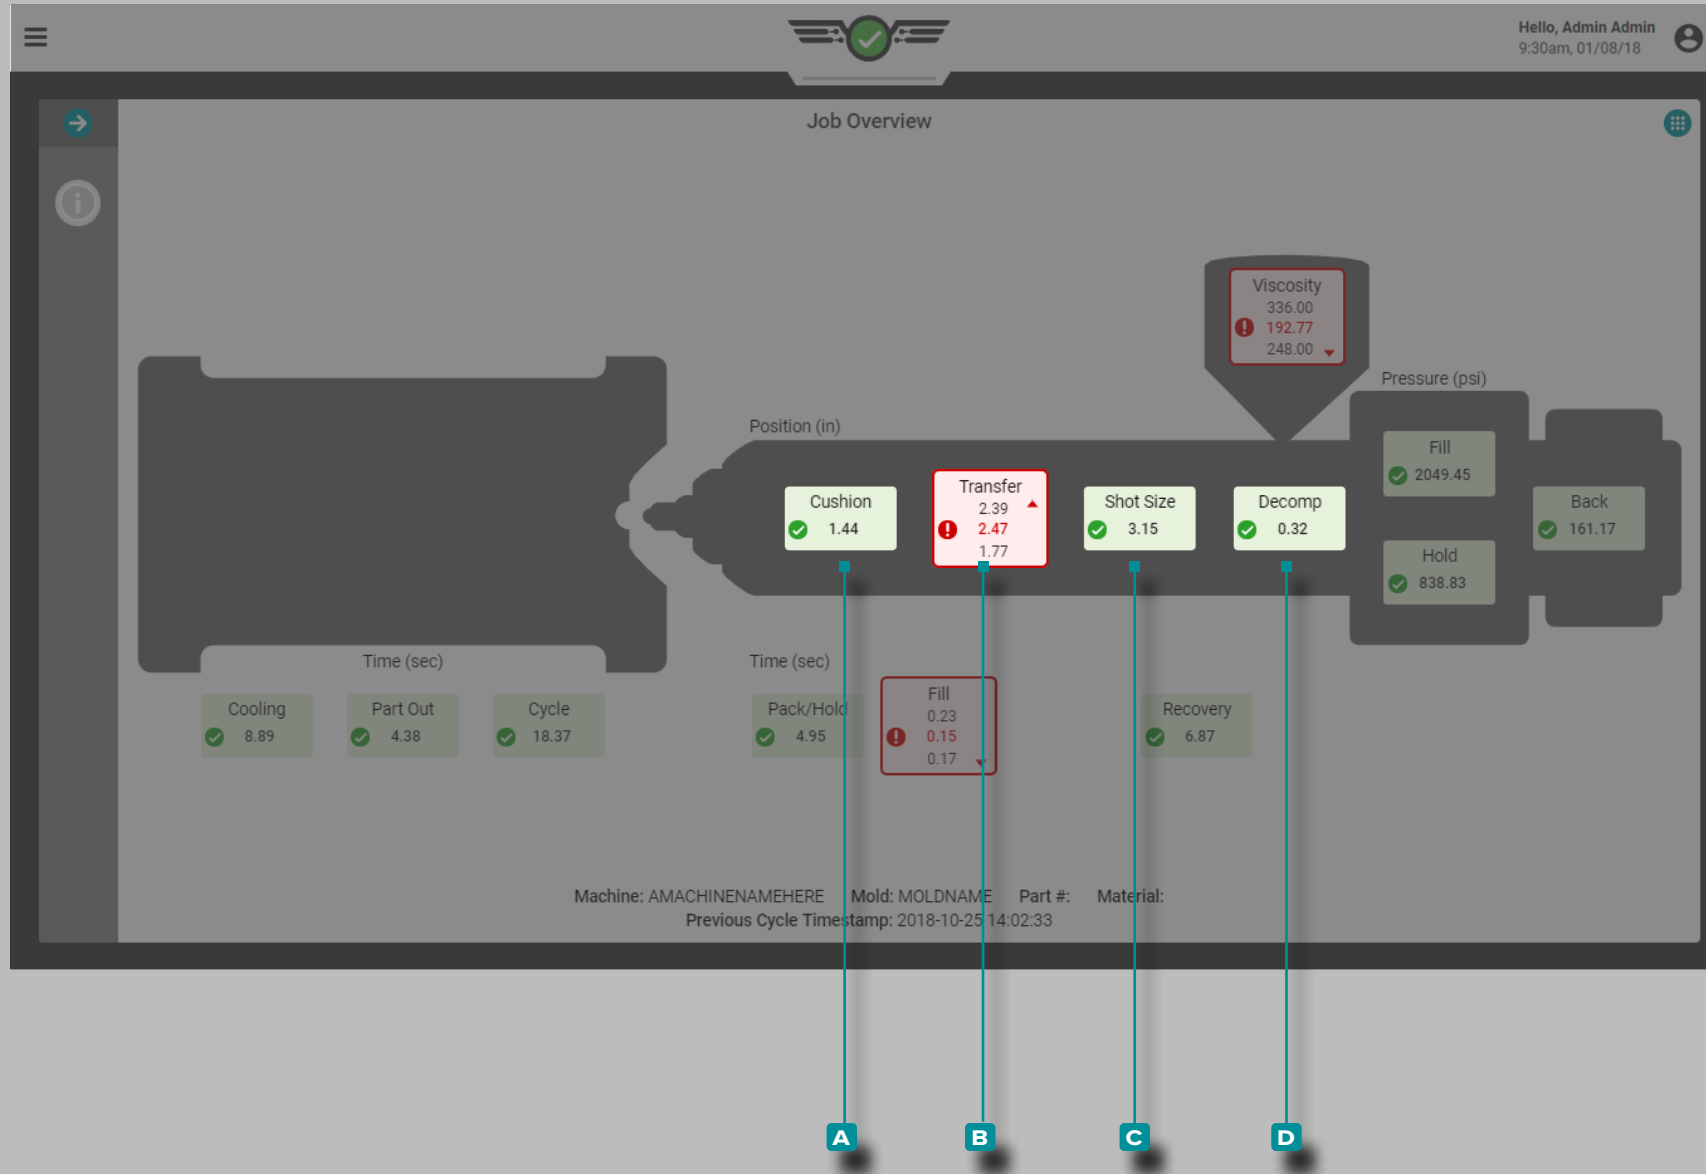 Hello, Admin Admin
9:30am, 01/08/18
Job Overview
Viscosity
336.00
192.77
248.00
Pressure (psi)
Position (in)
Fill
2049.45
Cushion
1.44
Transfer
2.39
2.47
1.77
Shot Size
3.15
Decomp
0.32
Back
161.17
Hold
838.83
Time (sec)
Time (sec)
Cooling
8.89
Part Out
4.38
Cycle
18.37
Pack/Hold
4.95
Fill
0.23
0.15
0.17
Recovery
6.87
Machine: AMACHINENAMEHERE Mold: MOLDNAME Part #: Material:
Previous Cycle Timestamp: 2018-10-25 14:02:33
A B C D